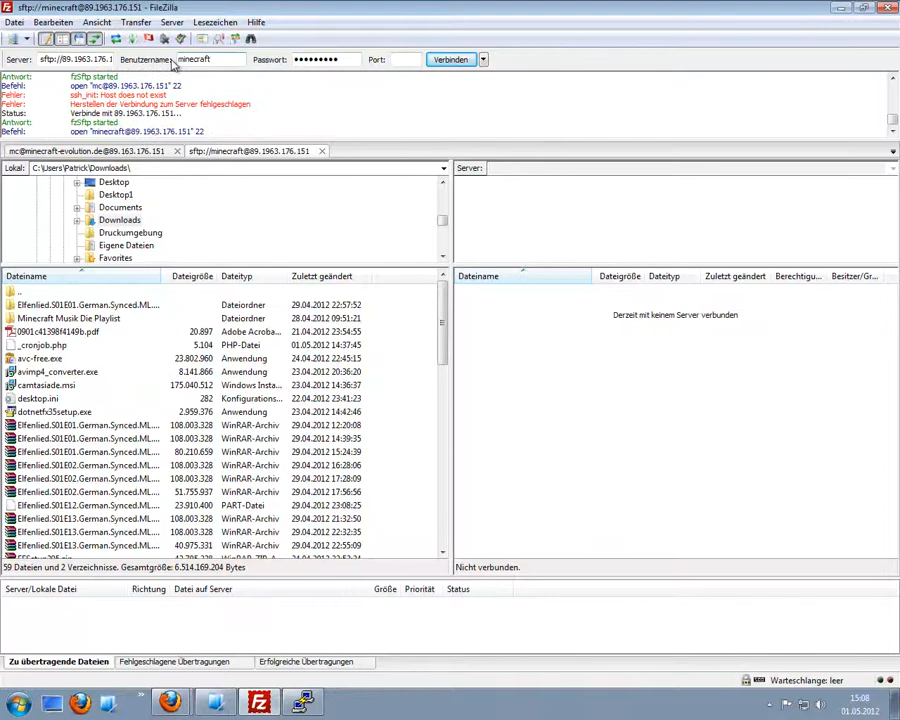 sftp://minecraft@89.1963.176.151 - FileZilla
Datei Bearbeiten Ansicht Transfer Server Lesezeichen Hilfe
Server: sftp://89.1963.176.1 Benutzername: minecraft Passwort: ●●●●●●●●● Port: Verbinden
Antwort: fzSftp started
Befehl: open "mc@89.1963.176.151" 22
Fehler: ssh_init: Host does not exist
Fehler: Herstellen der Verbindung zum Server fehlgeschlagen
Status: Verbinde mit 89.1963.176.151...
Antwort: fzSftp started
Befehl: open "minecraft@89.1963.176.151" 22
mc@minecraft-evolution.de@89.163.176.151 sftp://minecraft@89.1963.176.151
Lokal: C:\Users\Patrick\Downloads\ Server:
Desktop
Desktop1
Documents
Downloads
Druckumgebung
Eigene Dateien
Favorites
Dateiname Dateigröße Dateityp Zuletzt geändert
Dateiname Dateigröße Dateityp Zuletzt geändert Berechtigu... Besitzer/Gr...
..
Elfenlied.S01E01.German.Synced.ML.... Dateiordner 29.04.2012 22:57:52
Minecraft Musik Die Playlist Dateiordner 28.04.2012 09:51:21
0901c41398f4149b.pdf 20.897 Adobe Acroba... 21.04.2012 23:54:55
_cronjob.php 5.104 PHP-Datei 01.05.2012 14:37:45
avc-free.exe 23.802.960 Anwendung 24.04.2012 22:45:15
avimp4_converter.exe 8.141.866 Anwendung 23.04.2012 20:36:20
camtasiade.msi 175.040.512 Windows Insta... 23.04.2012 14:36:37
desktop.ini 282 Konfigurations... 22.04.2012 22:41:23
dotnetfx35setup.exe 2.959.376 Anwendung 23.04.2012 14:42:46
Elfenlied.S01E01.German.Synced.ML.... 108.003.328 WinRAR-Archiv 29.04.2012 12:20:08
Elfenlied.S01E01.German.Synced.ML.... 108.003.328 WinRAR-Archiv 29.04.2012 14:39:35
Elfenlied.S01E01.German.Synced.ML.... 80.210.659 WinRAR-Archiv 29.04.2012 15:24:39
Elfenlied.S01E02.German.Synced.ML.... 108.003.328 WinRAR-Archiv 29.04.2012 16:28:06
Elfenlied.S01E02.German.Synced.ML.... 108.003.328 WinRAR-Archiv 29.04.2012 17:28:28
Elfenlied.S01E02.German.Synced.ML.... 51.755.937 WinRAR-Archiv 29.04.2012 17:56:56
Elfenlied.S01E12.German.Synced.ML.... 23.910.400 PART-Datei 29.04.2012 23:08:25
Elfenlied.S01E13.German.Synced.ML.... 108.003.328 WinRAR-Archiv 29.04.2012 21:32:50
Elfenlied.S01E13.German.Synced.ML.... 108.003.328 WinRAR-Archiv 29.04.2012 22:32:35
Elfenlied.S01E13.German.Synced.ML.... 40.975.331 WinRAR-Archiv 29.04.2012 22:55:09
Derzeit mit keinem Server verbunden
59 Dateien und 2 Verzeichnisse. Gesamtgröße: 6.514.169.204 Bytes
Nicht verbunden.
Server/Lokale Datei Richtung Datei auf Server Größe Priorität Status
Zu übertragende Dateien Fehlgeschlagene Übertragungen Erfolgreiche Übertragungen
Warteschlange: leer
15:08
01.05.2012